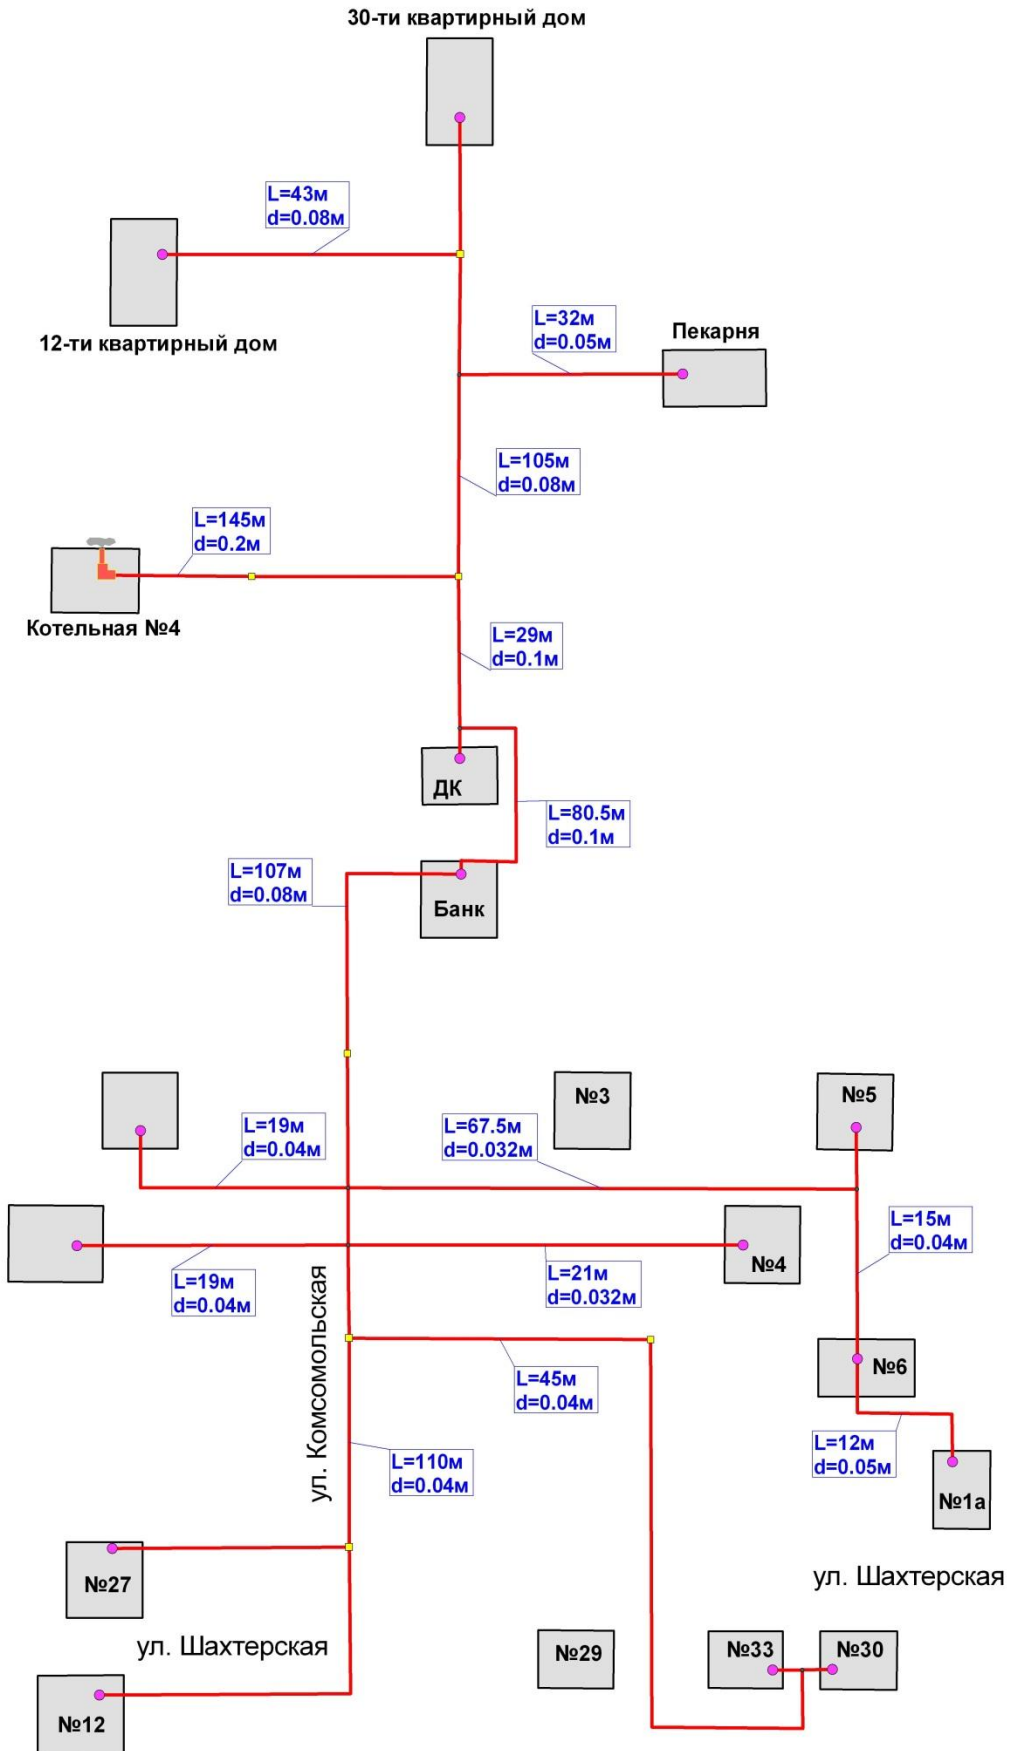 30-ти квартирный дом
L=43м
d=0.08м
12-ти квартирный дом
L=32м
d=0.05м
Пекарня
L=105м
d=0.08м
L=145м
d=0.2м
Котельная №4
L=29м
d=0.1м
ДК
L=80.5м
d=0.1м
L=107м
d=0.08м
Банк
№3
№5
L=19м
d=0.04м
L=67.5м
d=0.032м
L=15м
d=0.04м
№4
L=19м
d=0.04м
L=21м
d=0.032м
ул. Комсомольская
№6
L=45м
d=0.04м
L=12м
d=0.05м
L=110м
d=0.04м
№1а
№27
ул. Шахтерская
ул. Шахтерская
№29
№33
№30
№12